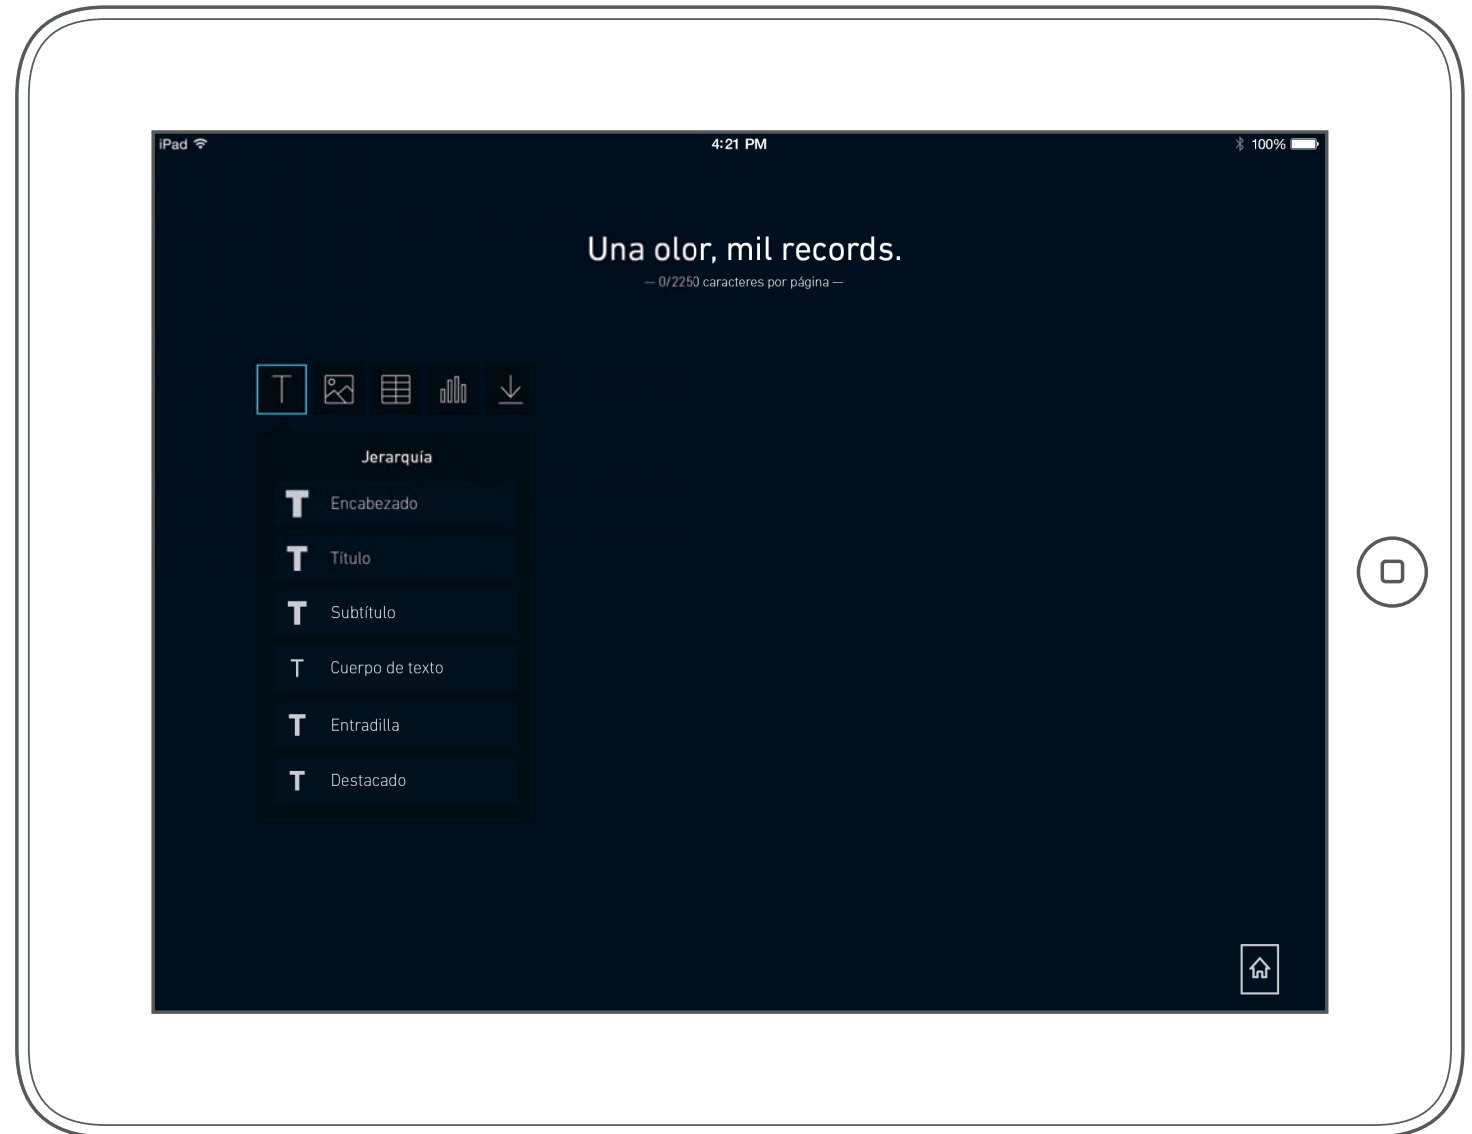 iPad
4:21 PM
100%
Una olor, mil records.
— 0/2250 caracteres por página —
T
Jerarquía
T Encabezado
T Título
T Subtítulo
T Cuerpo de texto
T Entradilla
T Destacado